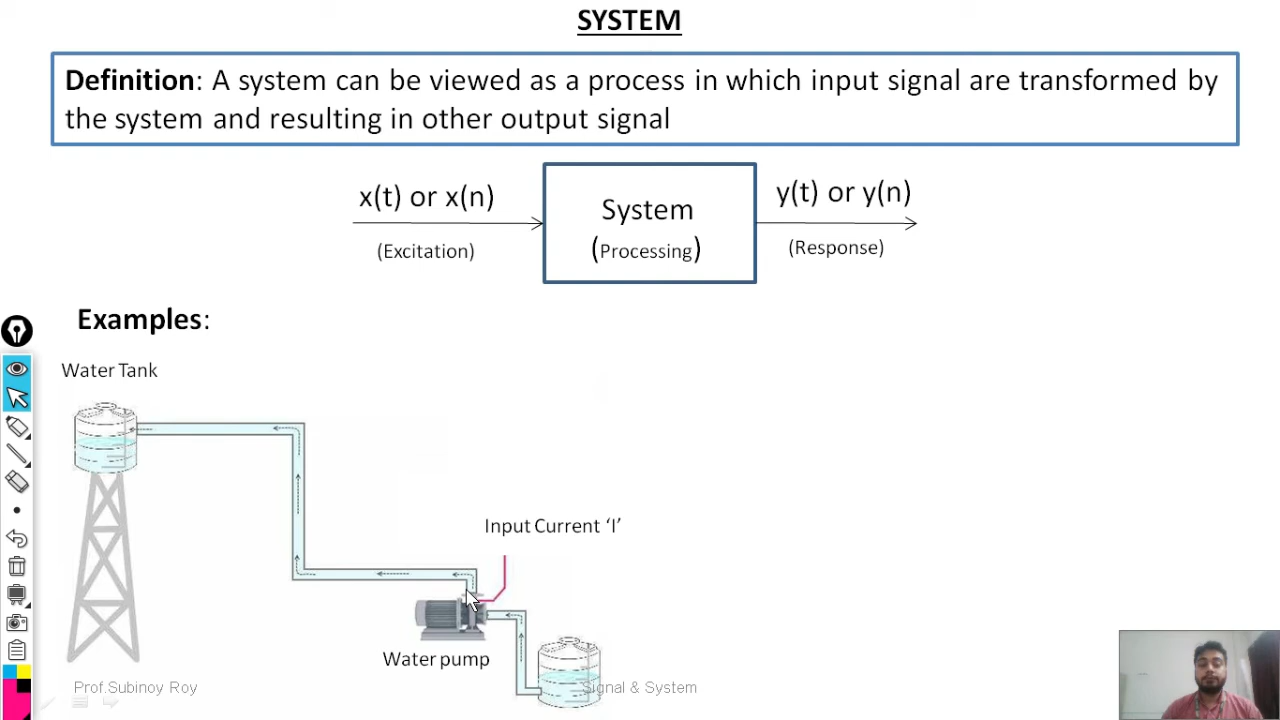 SYSTEM
Definition: A system can be viewed as a process in which input signal are transformed by
the system and resulting in other output signal
x(t) or x(n)
(Excitation)
System
(Processing)
y(t) or y(n)
(Response)
Examples:
Water Tank
Input Current ‘I’
Water pump
Prof.Subinoy Roy
Signal & System